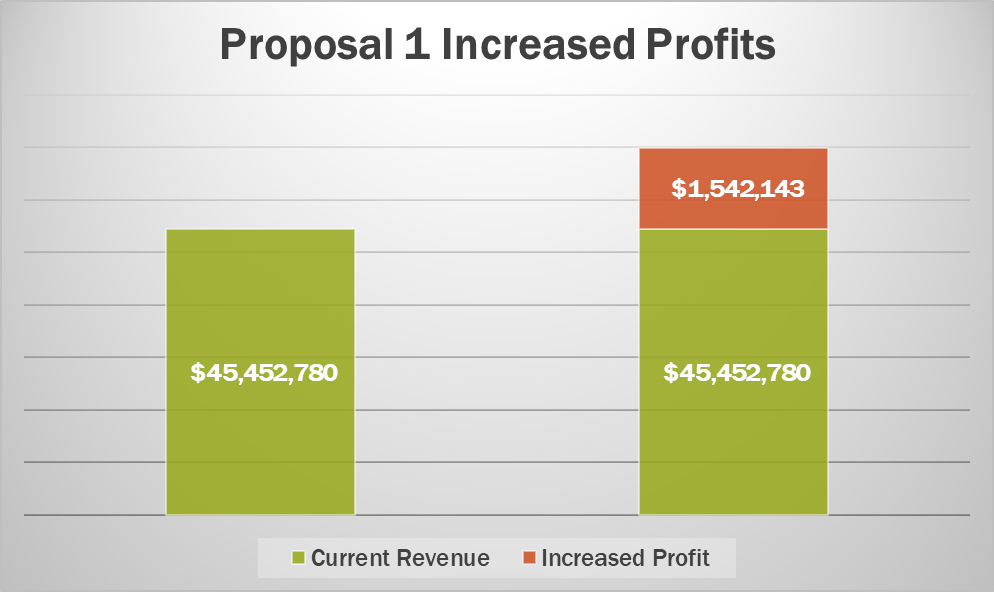 Proposal 1 Increased Profits
$1,542,143
$45,452,780
$45,452,780
Current Revenue
Increased Profit